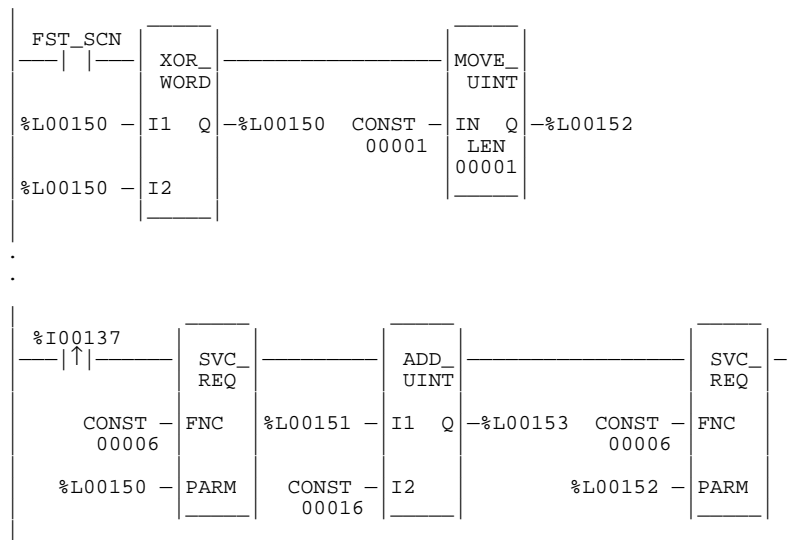 FST_SCN
XOR_ MOVE_
WORD UINT
%L00150 I1 Q %L00150 CONST IN Q %L00152
00001 LEN
00001
%L00150 I2
.
.
%I00137
↑ SVC_ ADD_ SVC_
REQ UINT REQ
CONST FNC %L00151 I1 Q %L00153 CONST FNC
00006 00006
%L00150 PARM CONST I2 %L00152 PARM
00016